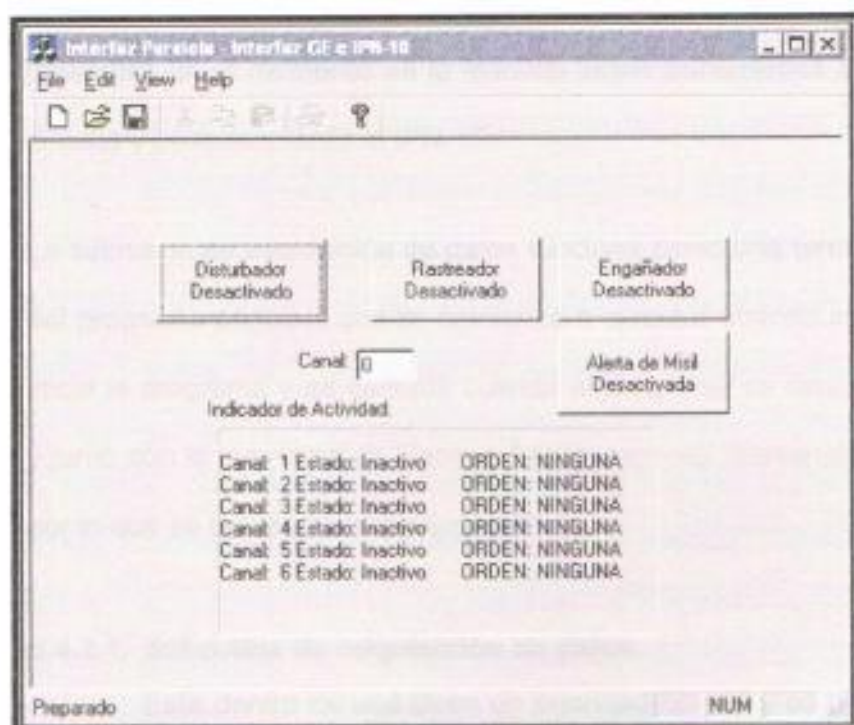 Interfaz Paralela - Interfaz GE e IPN-10
File Edit View Help
Disturbador
Desactivado
Rastreador
Desactivado
Engañador
Desactivado
Canal: 0
Alerta de Misil
Desactivada
Indicador de Actividad:
Canal: 1 Estado: Inactivo ORDEN: NINGUNA
Canal: 2 Estado: Inactivo ORDEN: NINGUNA
Canal: 3 Estado: Inactivo ORDEN: NINGUNA
Canal: 4 Estado: Inactivo ORDEN: NINGUNA
Canal: 5 Estado: Inactivo ORDEN: NINGUNA
Canal: 6 Estado: Inactivo ORDEN: NINGUNA
Preparado NUM